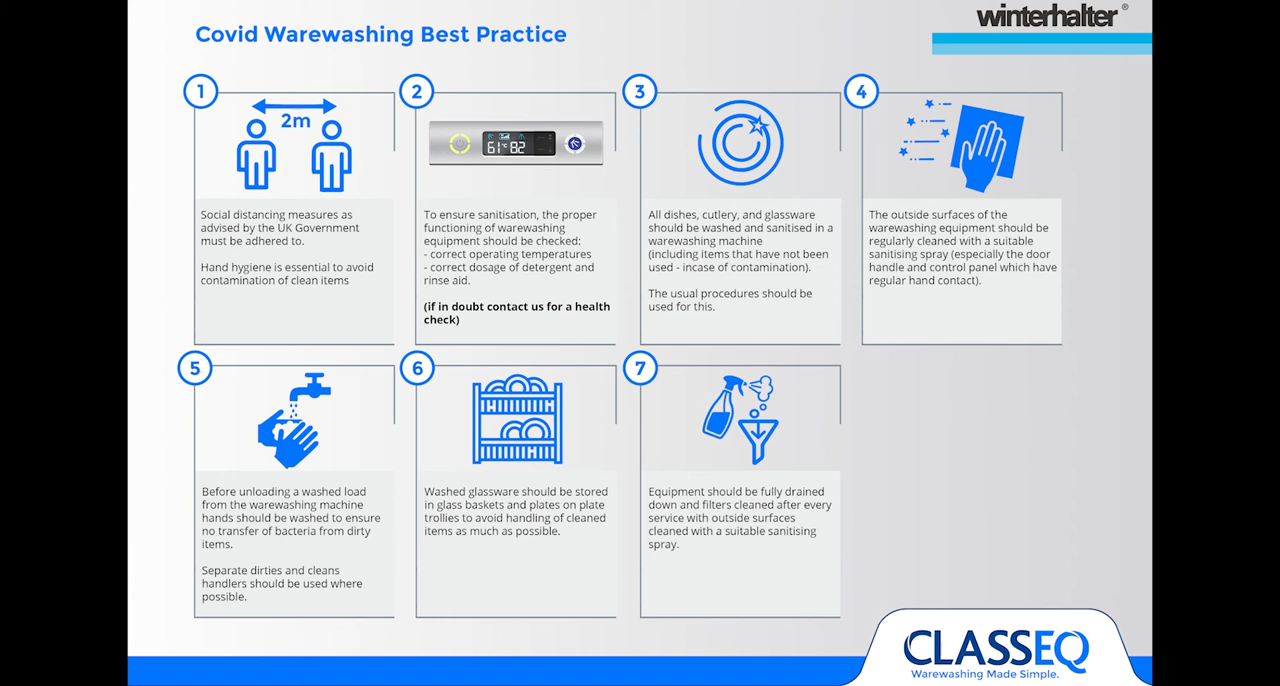 winterhalter ®
Covid Warewashing Best Practice
1
2m
Social distancing measures as
advised by the UK Government
must be adhered to.
Hand hygiene is essential to avoid
contamination of clean items
2
61°C 82
To ensure sanitisation, the proper
functioning of warewashing
equipment should be checked:
- correct operating temperatures
- correct dosage of detergent and
rinse aid.
(if in doubt contact us for a health
check)
3
All dishes, cutlery, and glassware
should be washed and sanitised in a
warewashing machine
(including items that have not been
used - incase of contamination).
The usual procedures should be
used for this.
4
The outside surfaces of the
warewashing equipment should be
regularly cleaned with a suitable
sanitising spray (especially the door
handle and control panel which have
regular hand contact).
5
Before unloading a washed load
from the warewashing machine
hands should be washed to ensure
no transfer of bacteria from dirty
items.
Separate dirties and cleans
handlers should be used where
possible.
6
Washed glassware should be stored
in glass baskets and plates on plate
trollies to avoid handling of cleaned
items as much as possible.
7
Equipment should be fully drained
down and filters cleaned after every
service with outside surfaces
cleaned with a suitable sanitising
spray.
CLASSEQ
Warewashing Made Simple.